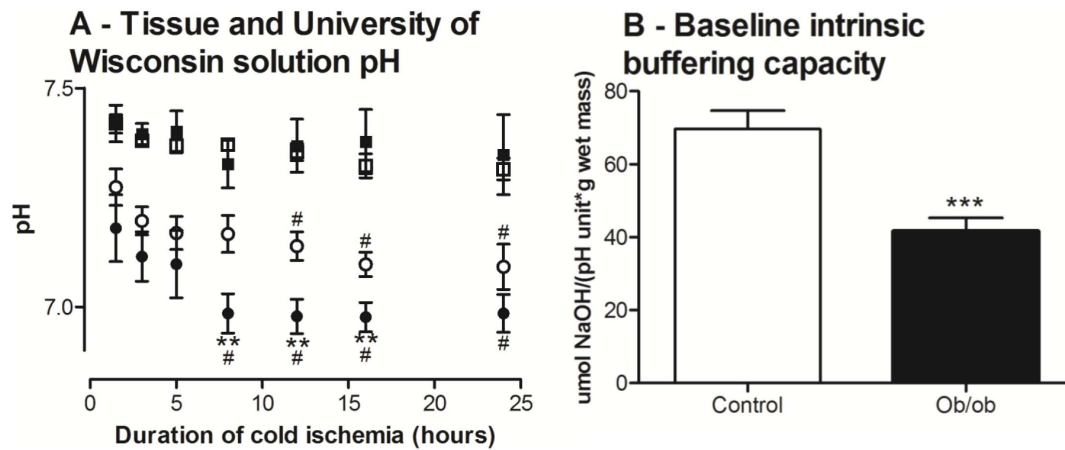 A - Tissue and University of
Wisconsin solution pH
7.5
7.0
pH
#
#
#
**
#
**
#
**
#
#
0
5
10
15
20
25
Duration of cold ischemia (hours)
B - Baseline intrinsic
buffering capacity
umol NaOH/(pH unit*g wet mass)
80
60
40
20
0
***
Control
Ob/ob